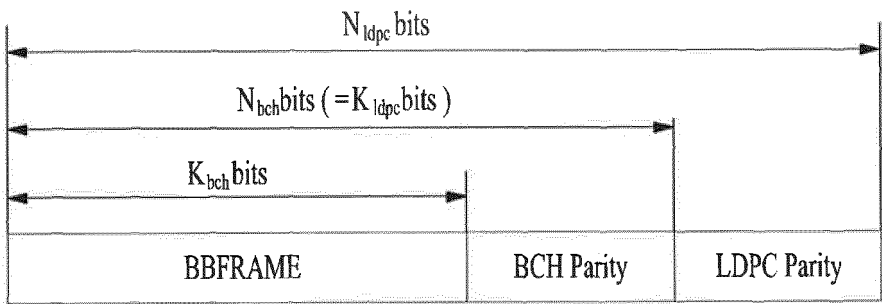 N_ldpc bits
N_bch bits ( =K_ldpc bits )
K_bch bits
BBFRAME BCH Parity LDPC Parity